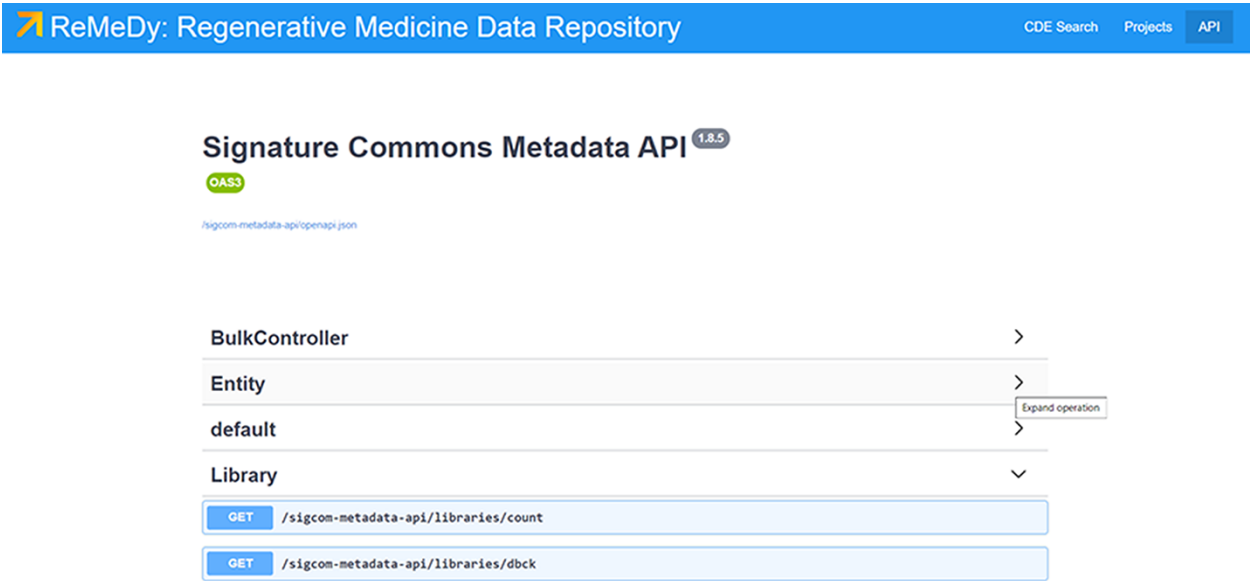 ReMeDy: Regenerative Medicine Data Repository CDE Search Projects API
Signature Commons Metadata API 1.8.5
OAS3
/sigcom-metadata-api/openapi.json
BulkController
Entity
Expand operation
default
Library
GET /sigcom-metadata-api/libraries/count
GET /sigcom-metadata-api/libraries/dbck